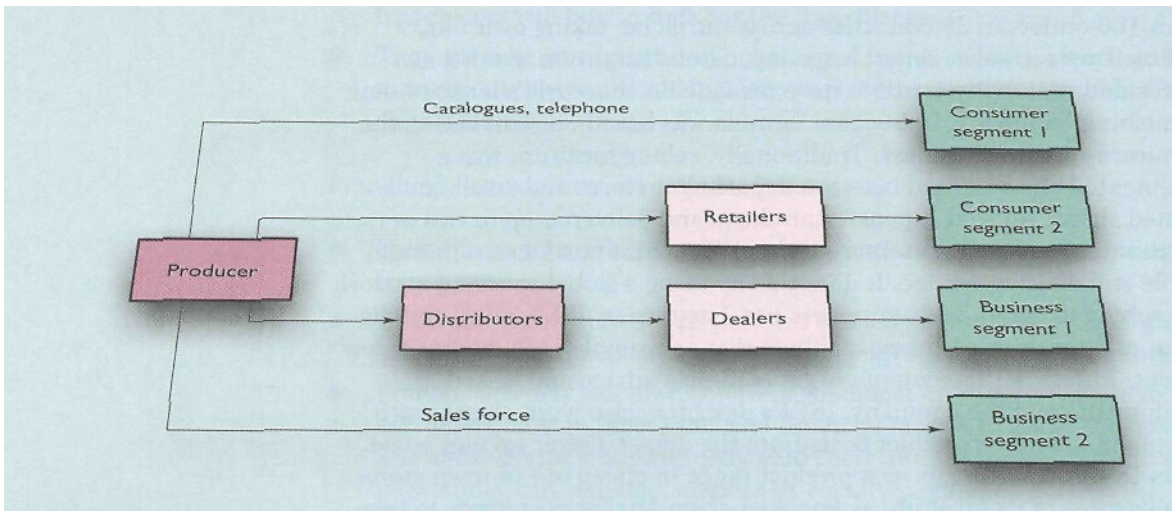 Catalogues, telephone
Consumer
segment 1
Retailers
Consumer
segment 2
Producer
Distributors
Dealers
Business
segment 1
Sales force
Business
segment 2